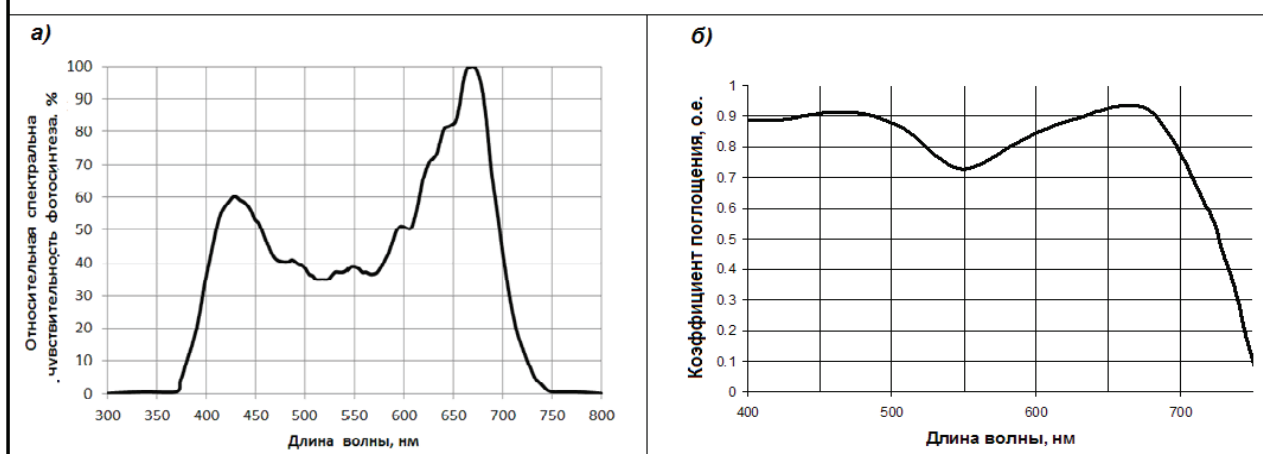 а)
Относительная спектральна
. чувствительность фотосинтеза. %
100
90
80
70
60
50
40
30
20
10
0
300 350 400 450 500 550 600 650 700 750 800
Длина волны, нм
б)
Коэффициент поглощения, о.е.
1
0.9
0.8
0.7
0.6
0.5
0.4
0.3
0.2
0.1
0
400 500 600 700
Длина волны, нм